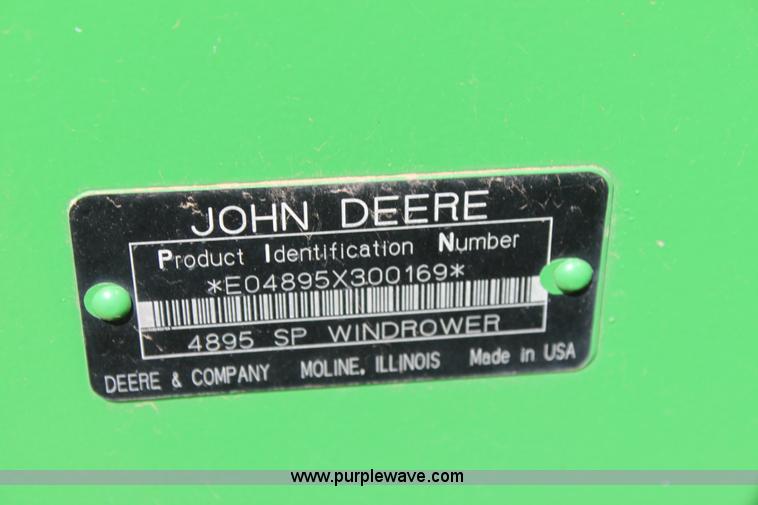 JOHN DEERE
Product Identification Number
*E04895X300169*
4895 SP WINDROWER
DEERE & COMPANY MOLINE, ILLINOIS Made in USA
www.purplewave.com